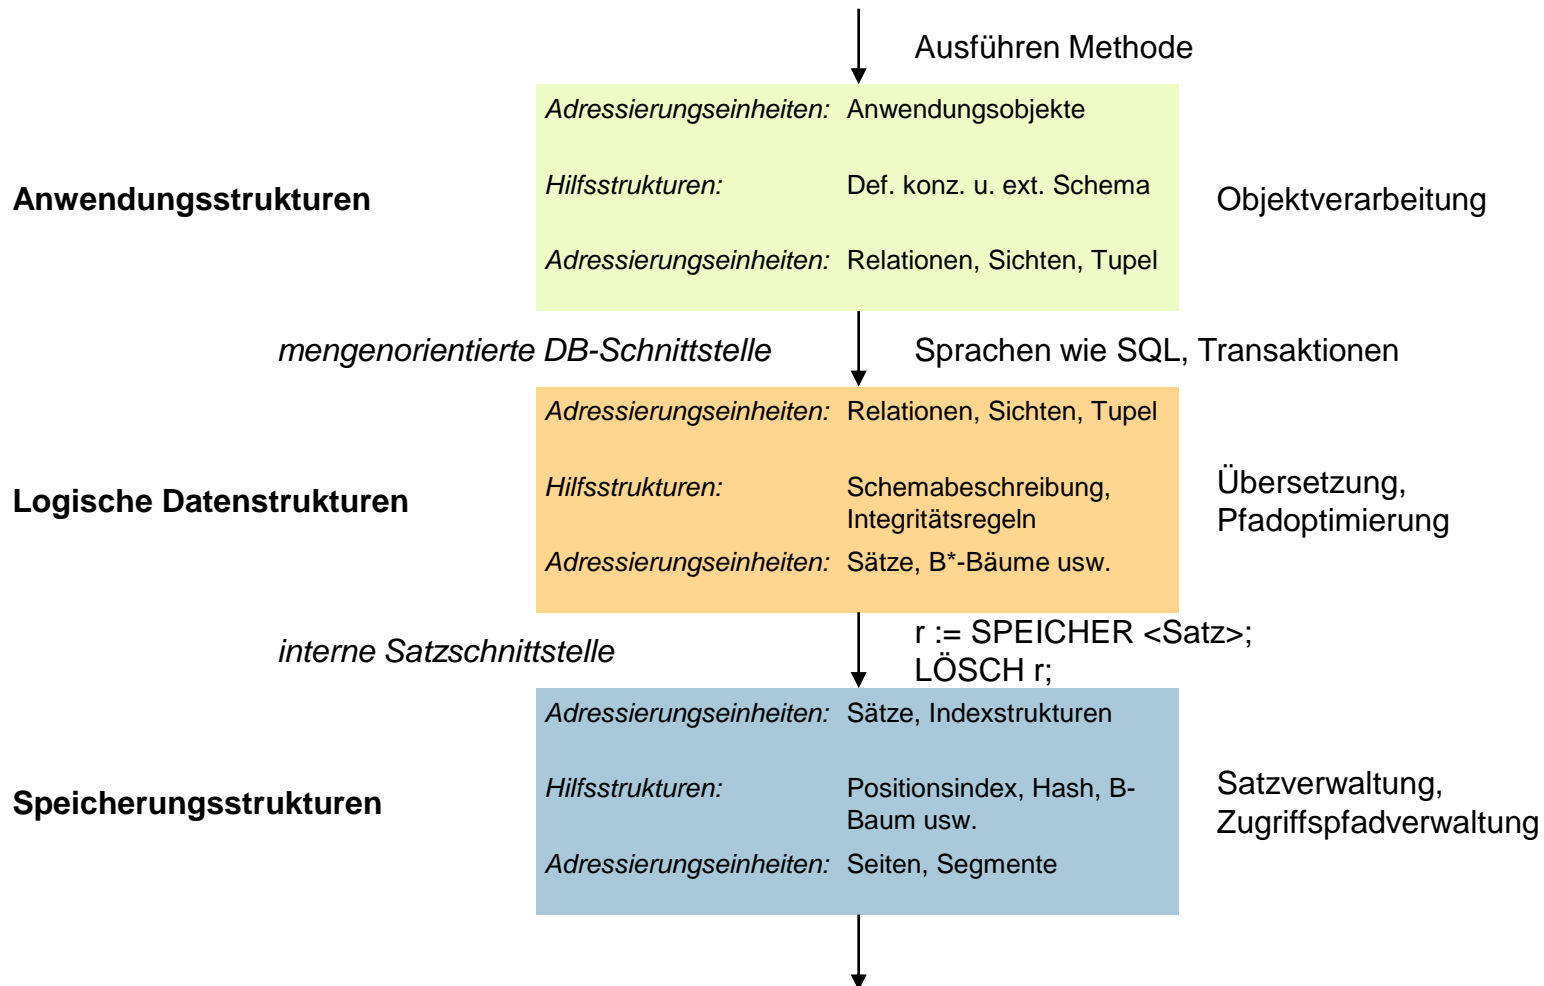 Ausführen Methode
Adressierungseinheiten: Anwendungsobjekte
Anwendungsstrukturen
Hilfsstrukturen: Def. konz. u. ext. Schema
Objektverarbeitung
Adressierungseinheiten: Relationen, Sichten, Tupel
mengenorientierte DB-Schnittstelle
Sprachen wie SQL, Transaktionen
Adressierungseinheiten: Relationen, Sichten, Tupel
Logische Datenstrukturen
Hilfsstrukturen: Schemabeschreibung,
Integritätsregeln
Übersetzung,
Pfadoptimierung
Adressierungseinheiten: Sätze, B*-Bäume usw.
interne Satzschnittstelle
r := SPEICHER <Satz>;
LÖSCH r;
Adressierungseinheiten: Sätze, Indexstrukturen
Speicherungsstrukturen
Hilfsstrukturen: Positionsindex, Hash, B-
Baum usw.
Satzverwaltung,
Zugriffspfadverwaltung
Adressierungseinheiten: Seiten, Segmente